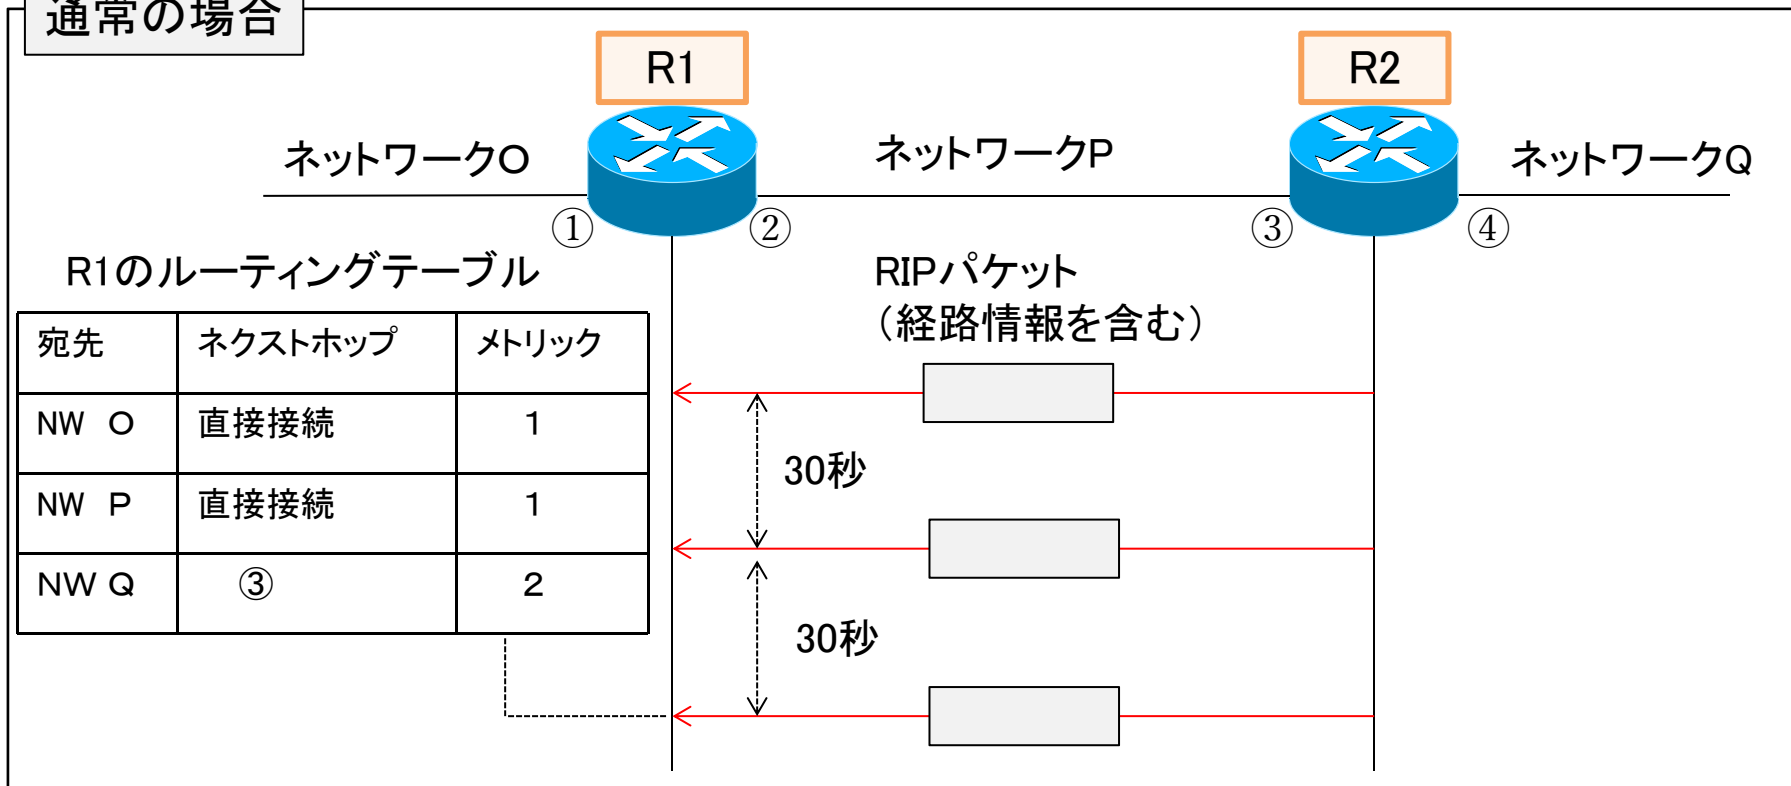 通常の場合
R1
R2
ネットワークO
ネットワークP
ネットワークQ
①
②
③
④
R1のルーティングテーブル
RIPパケット
(経路情報を含む)
宛先 ネクストホップ メトリック
NW O 直接接続 1
NW P 直接接続 1
NW Q ③ 2
30秒
30秒